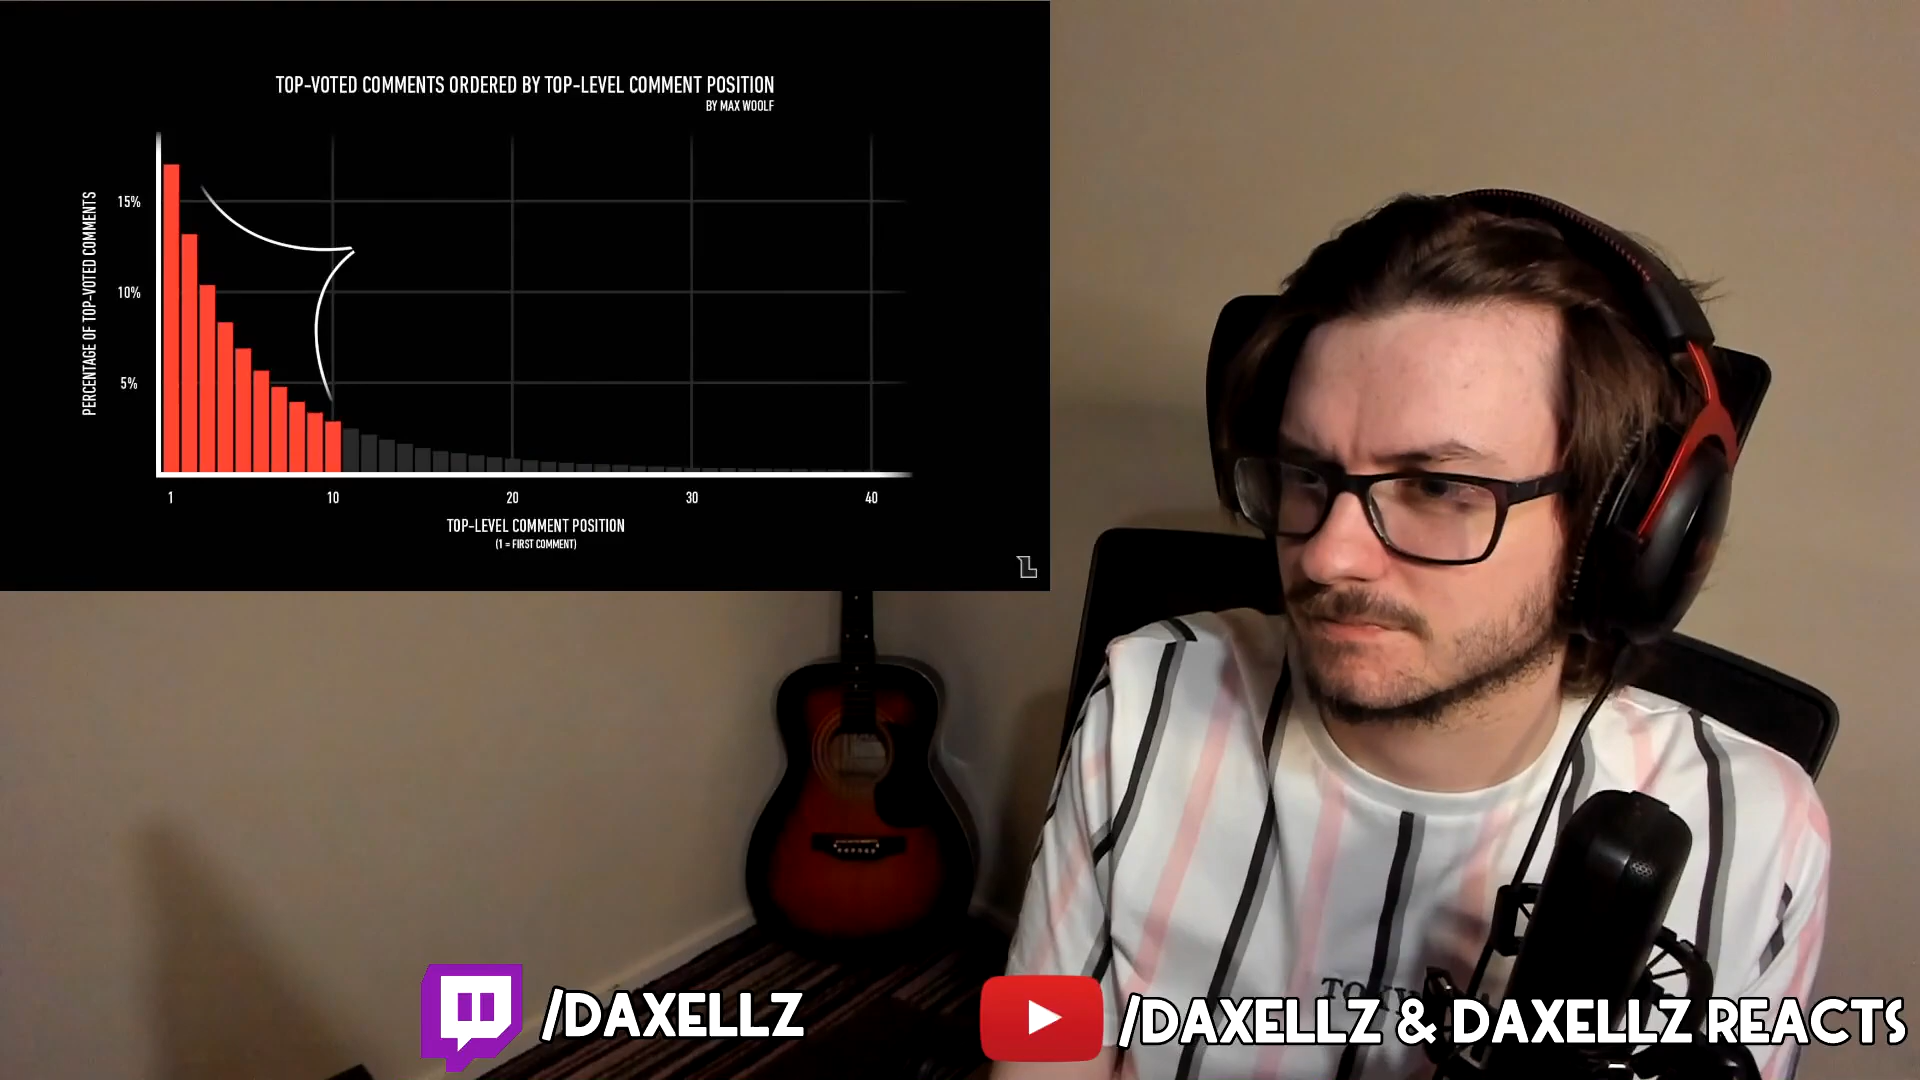 TOP-VOTED COMMENTS ORDERED BY TOP-LEVEL COMMENT POSITION
BY MAX WOOLF
PERCENTAGE OF TOP-VOTED COMMENTS
15%
10%
5%
1 10 20 30 40
TOP-LEVEL COMMENT POSITION
(1 = FIRST COMMENT)
/DAXELLZ
/DAXELLZ & DAXELLZ REACTS